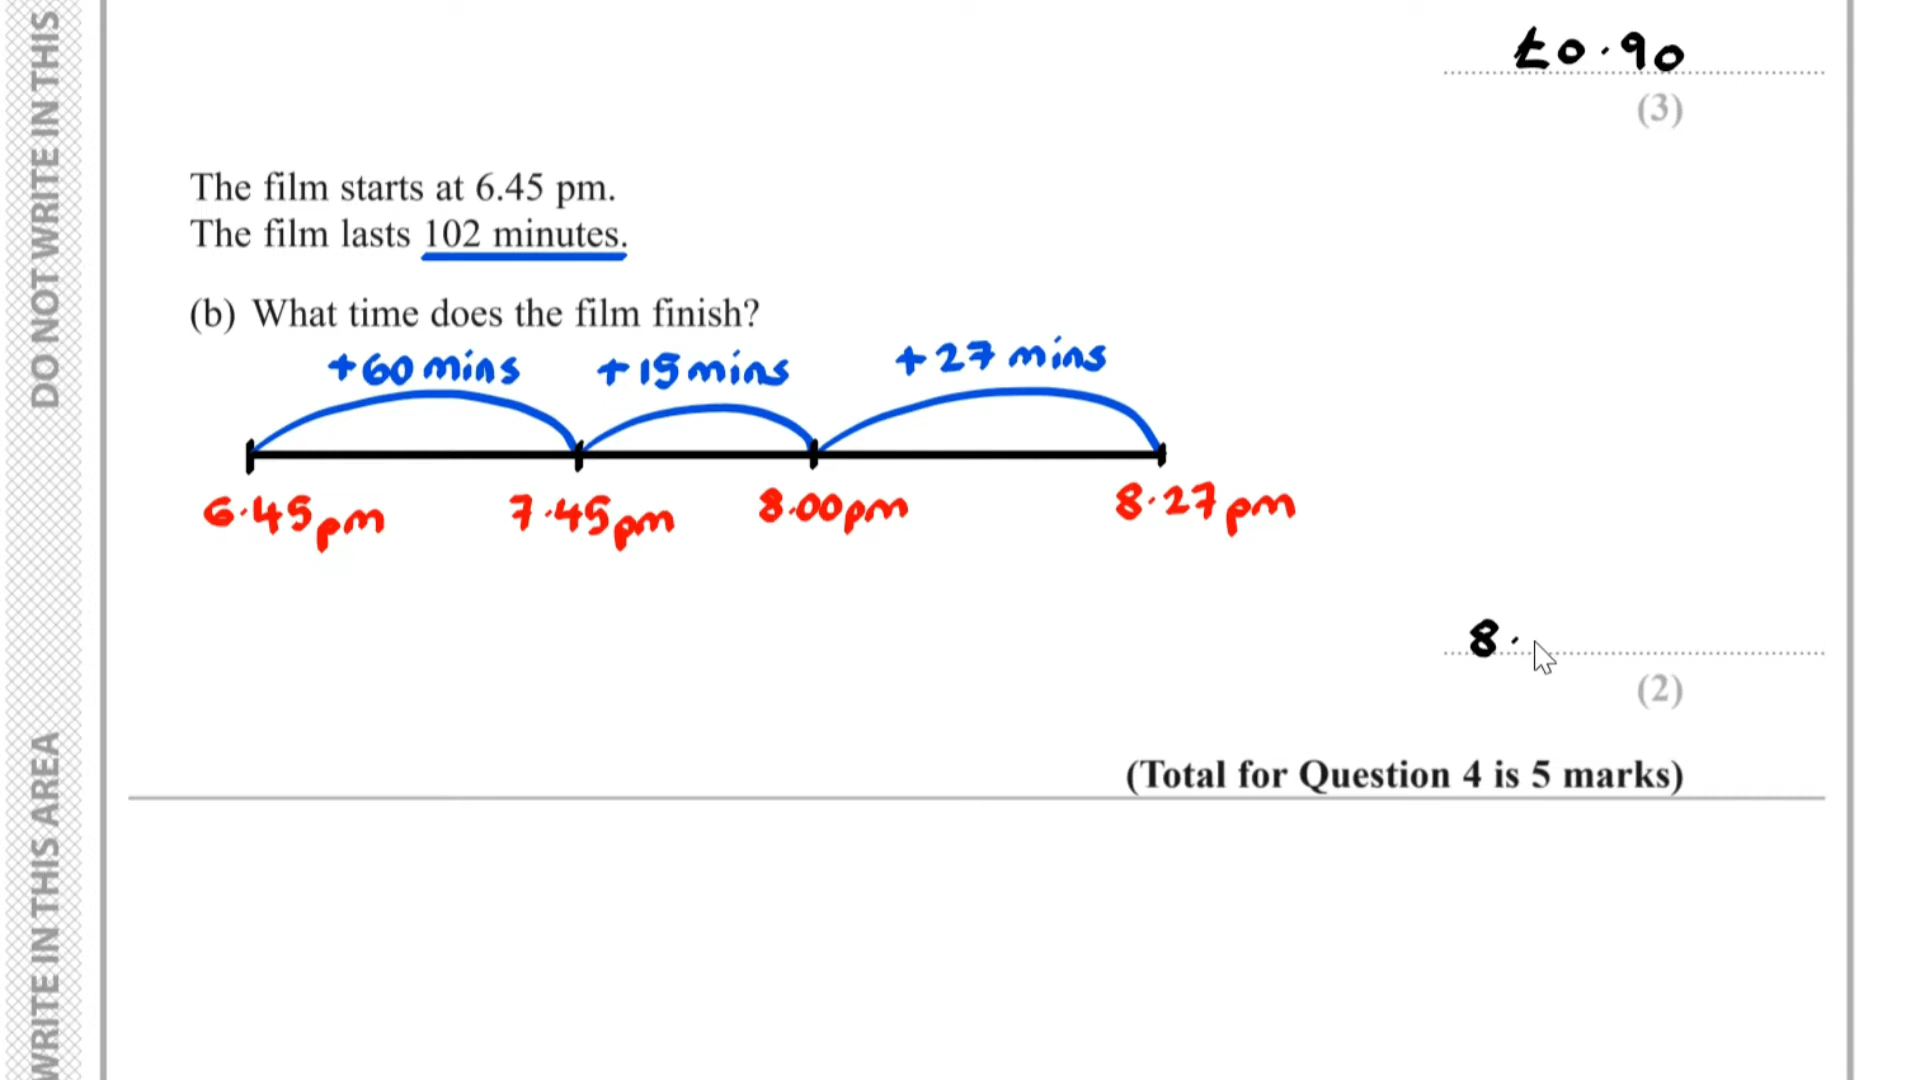 DO NOT WRITE IN THIS
WRITE IN THIS AREA
£0.90
(3)
The film starts at 6.45 pm.
The film lasts 102 minutes.
(b) What time does the film finish?
+60 mins +15 mins +27 mins
6.45pm 7.45pm 8.00pm 8.27pm
8.
(2)
(Total for Question 4 is 5 marks)